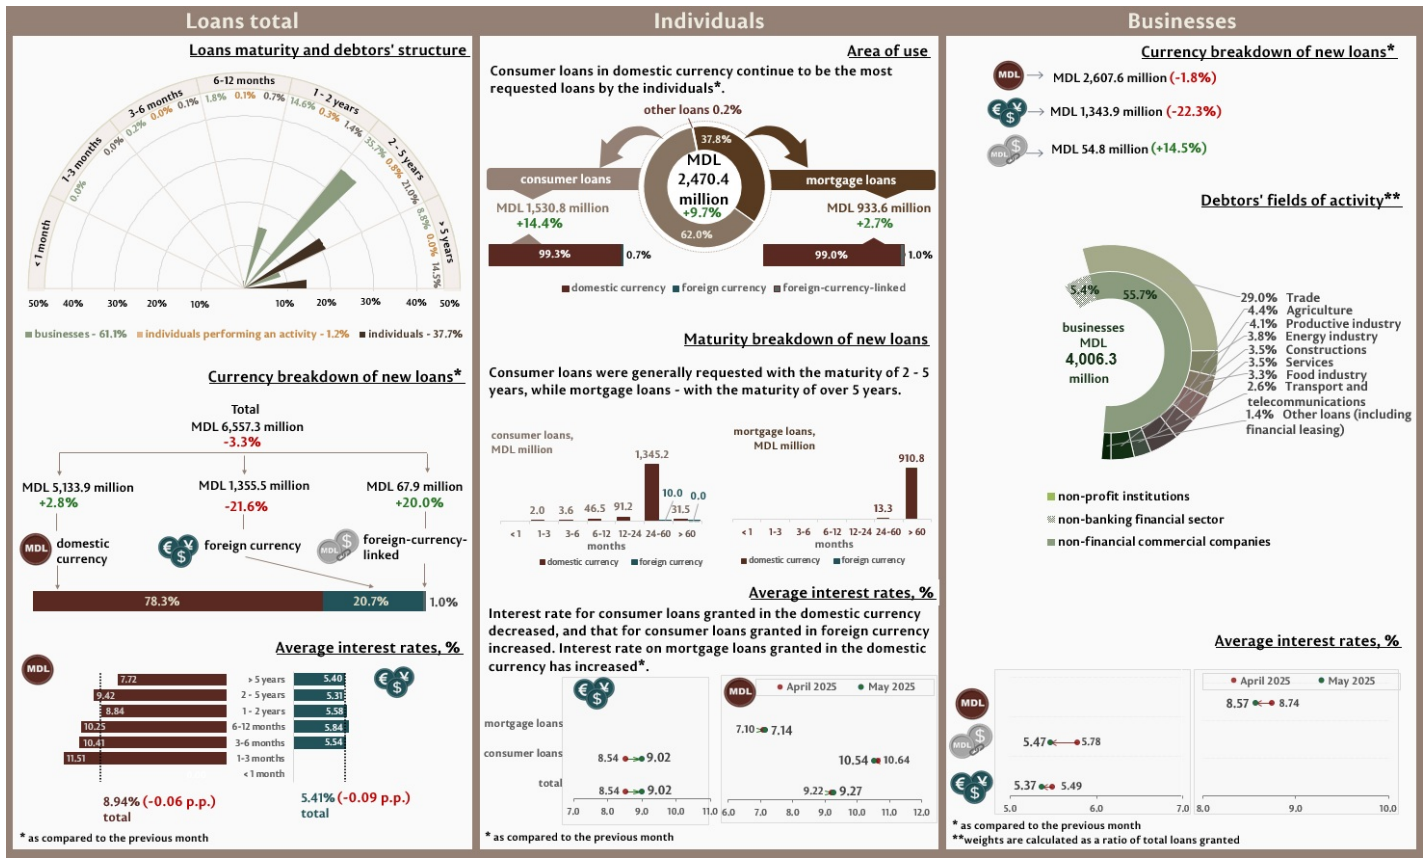 Loans total
Loans maturity and debtors' structure
< 1 month
1-3 months
3-6 months
6-12 months
1 - 2 years
2 - 5 years
> 5 years
0.0%
0.0%
0.2%
0.0%
0.1%
1.8%
0.1%
0.7%
14.6%
0.3%
1.4%
35.7%
0.8%
21.0%
8.8%
0.0%
14.5%
50% 40% 30% 20% 10% 10% 20% 30% 40% 50%
businesses - 61.1% individuals performing an activity - 1.2% individuals - 37.7%
Currency breakdown of new loans*
Total
MDL 6,557.3 million
-3.3%
MDL 5,133.9 million
+2.8%
MDL 1,355.5 million
-21.6%
MDL 67.9 million
+20.0%
MDL
domestic
currency
€ ¥ $
foreign currency
MDL $
foreign-currency-
linked
78.3% 20.7% 1.0%
Average interest rates, %
MDL
€ ¥ $
7.72 > 5 years 5.40
9.42 2 - 5 years 5.31
8.84 1 - 2 years 5.58
10.25 6-12 months 5.84
10.41 3-6 months 5.54
11.51 1-3 months
< 1 month
8.94% (-0.06 p.p.)
total
5.41% (-0.09 p.p.)
total
* as compared to the previous month
Individuals
Area of use
Consumer loans in domestic currency continue to be the most
requested loans by the individuals*.
other loans 0.2%
37.8%
MDL
2,470.4
million
+9.7%
62.0%
consumer loans
MDL 1,530.8 million
+14.4%
99.3% 0.7%
mortgage loans
MDL 933.6 million
+2.7%
99.0% 1.0%
domestic currency foreign currency foreign-currency-linked
Maturity breakdown of new loans
Consumer loans were generally requested with the maturity of 2 - 5
years, while mortgage loans - with the maturity of over 5 years.
consumer loans,
MDL million
2.0 3.6 46.5 91.2 1,345.2 10.0 31.5 0.0
< 1 1-3 3-6 6-12 12-24 24-60 > 60
months
domestic currency foreign currency
mortgage loans,
MDL million
13.3 910.8
< 1 1-3 3-6 6-12 12-24 24-60 > 60
months
domestic currency foreign currency
Average interest rates, %
Interest rate for consumer loans granted in the domestic currency
decreased, and that for consumer loans granted in foreign currency
increased. Interest rate on mortgage loans granted in the domestic
currency has increased*.
€ ¥ $
MDL
April 2025 May 2025
mortgage loans
7.10 7.14
consumer loans
8.54 9.02
10.54 10.64
total
8.54 9.02
9.22 9.27
7.0 8.0 9.0 10.0 11.0
6.0 7.0 8.0 9.0 10.0 11.0 12.0
* as compared to the previous month
Businesses
Currency breakdown of new loans*
MDL MDL 2,607.6 million (-1.8%)
€ ¥ $ MDL 1,343.9 million (-22.3%)
MDL $ MDL 54.8 million (+14.5%)
Debtors' fields of activity**
5.4% 55.7%
businesses
MDL
4,006.3
million
29.0% Trade
4.4% Agriculture
4.1% Productive industry
3.8% Energy industry
3.5% Constructions
3.5% Services
3.3% Food industry
2.6% Transport and
telecommunications
1.4% Other loans (including
financial leasing)
non-profit institutions
non-banking financial sector
non-financial commercial companies
Average interest rates, %
April 2025 May 2025
MDL
8.57 8.74
MDL $
5.47 5.78
€ ¥ $
5.37 5.49
5.0 6.0 7.0
8.0 9.0 10.0
* as compared to the previous month
**weights are calculated as a ratio of total loans granted